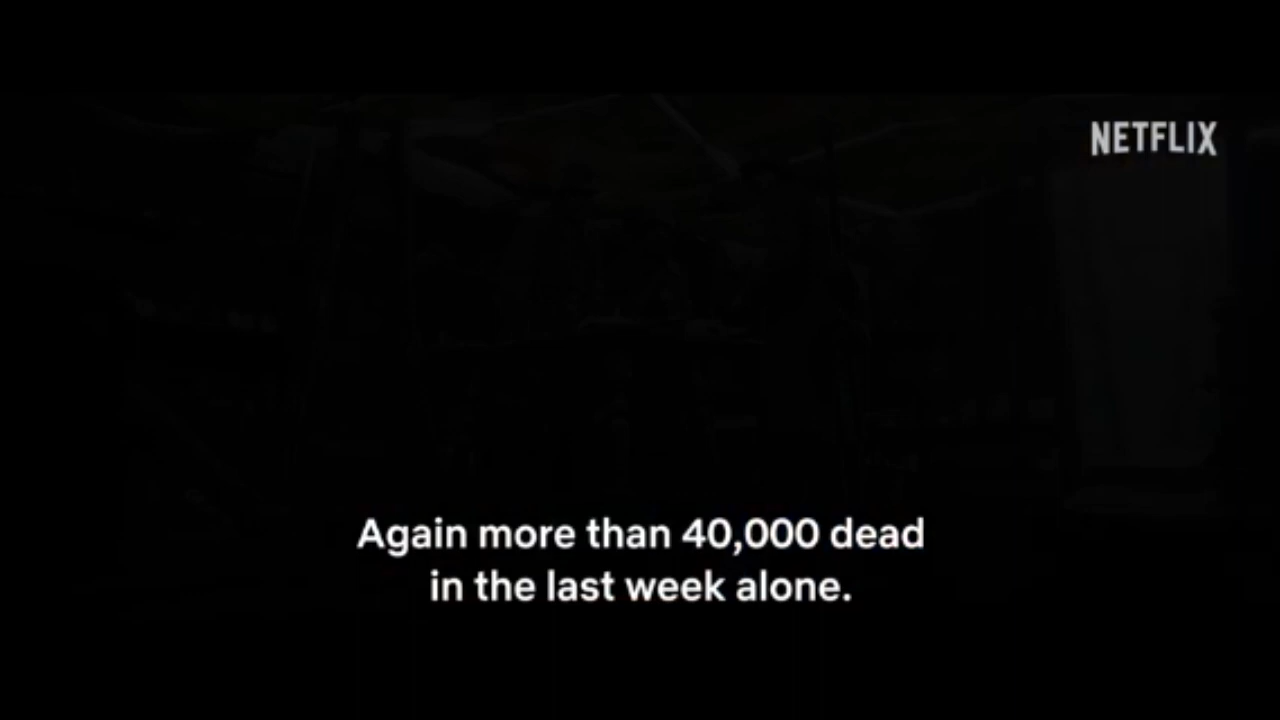 NETFLIX
Again more than 40,000 dead
in the last week alone.